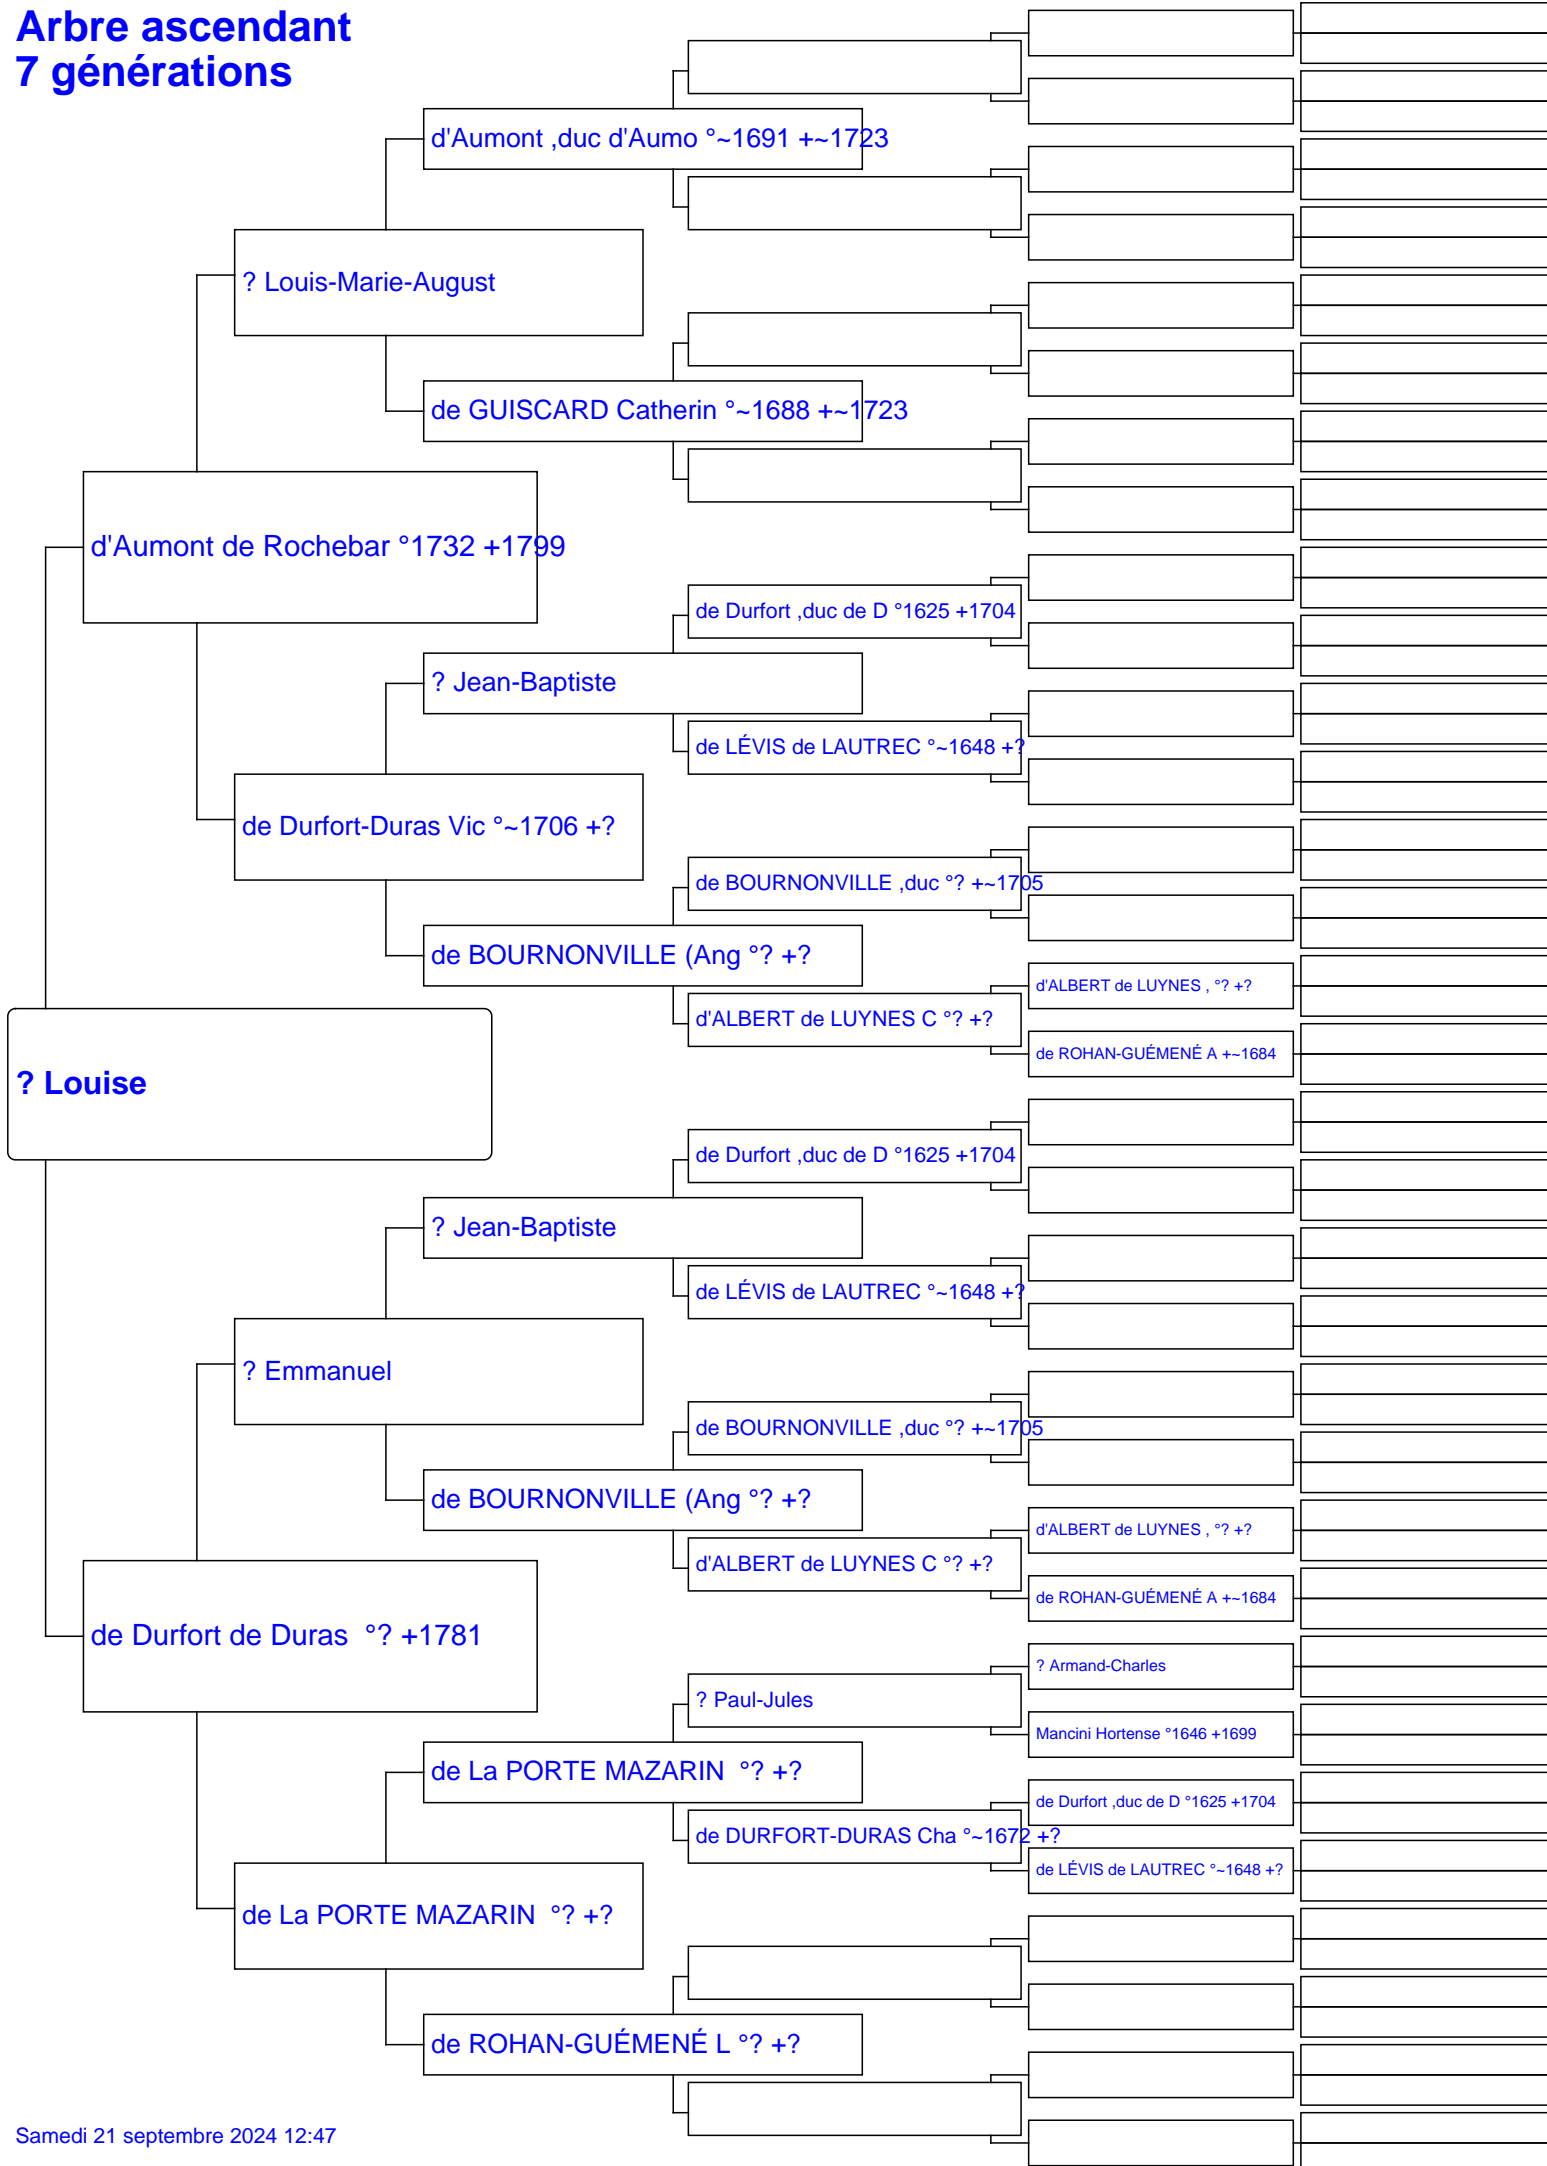 Arbre ascendant
7 générations
d'Aumont ,duc d'Aumo °~1691 +~1723
? Louis-Marie-August
de GUISCARD Catherin °~1688 +~1723
d'Aumont de Rochebar °1732 +1799
de Durfort ,duc de D °1625 +1704
? Jean-Baptiste
de LÉVIS de LAUTREC °~1648 +?
de Durfort-Duras Vic °~1706 +?
de BOURNONVILLE ,duc °? +~1705
de BOURNONVILLE (Ang °? +?
d'ALBERT de LUYNES , °? +?
d'ALBERT de LUYNES C °? +?
de ROHAN-GUÉMENÉ A +~1684
? Louise
de Durfort ,duc de D °1625 +1704
? Jean-Baptiste
de LÉVIS de LAUTREC °~1648 +?
? Emmanuel
de BOURNONVILLE ,duc °? +~1705
de BOURNONVILLE (Ang °? +?
d'ALBERT de LUYNES , °? +?
d'ALBERT de LUYNES C °? +?
de ROHAN-GUÉMENÉ A +~1684
de Durfort de Duras °? +1781
? Armand-Charles
? Paul-Jules
Mancini Hortense °1646 +1699
de La PORTE MAZARIN °? +?
de Durfort ,duc de D °1625 +1704
de DURFORT-DURAS Cha °~1672 +?
de LÉVIS de LAUTREC °~1648 +?
de La PORTE MAZARIN °? +?
de ROHAN-GUÉMENÉ L °? +?
Samedi 21 septembre 2024 12:47